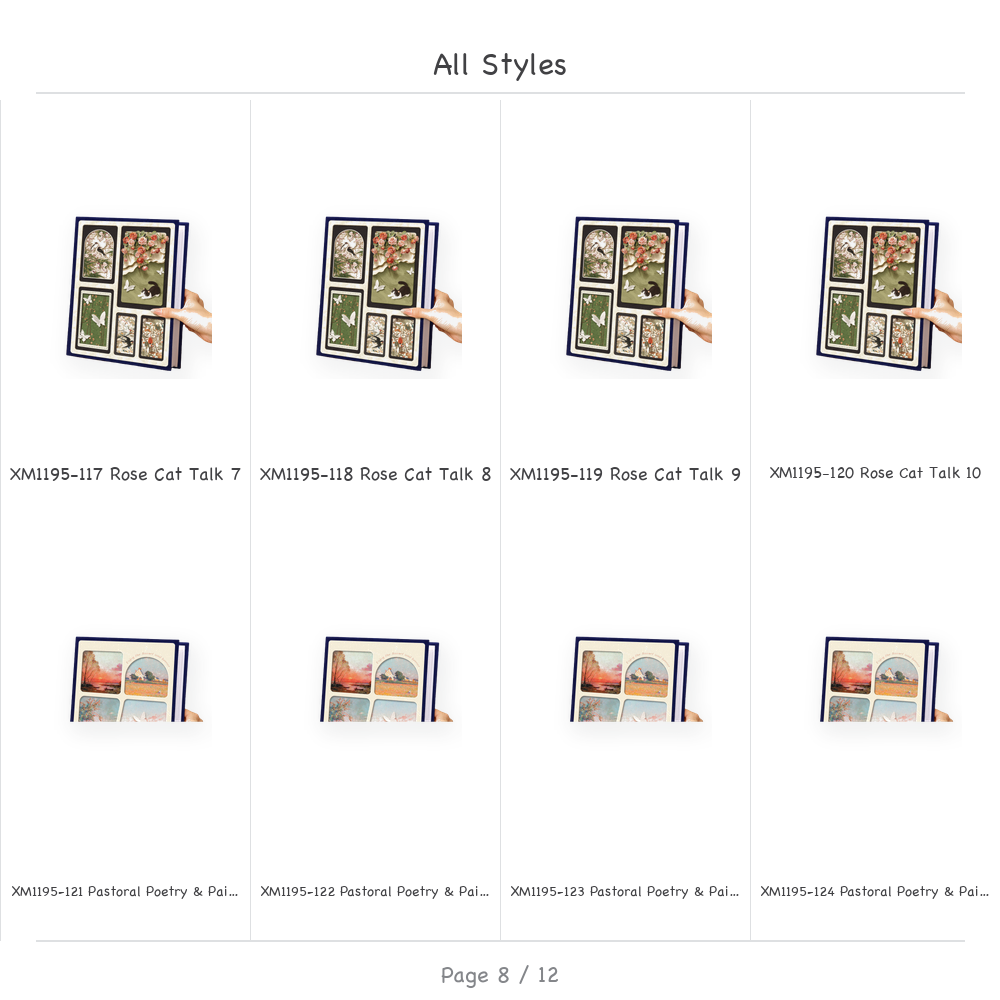 All Styles
XM1195-117 Rose Cat Talk 7
XM1195-118 Rose Cat Talk 8
XM1195-119 Rose Cat Talk 9
XM1195-120 Rose Cat Talk 10
XM1195-121 Pastoral Poetry & Pai...
XM1195-122 Pastoral Poetry & Pai...
XM1195-123 Pastoral Poetry & Pai...
XM1195-124 Pastoral Poetry & Pai...
Page 8 / 12